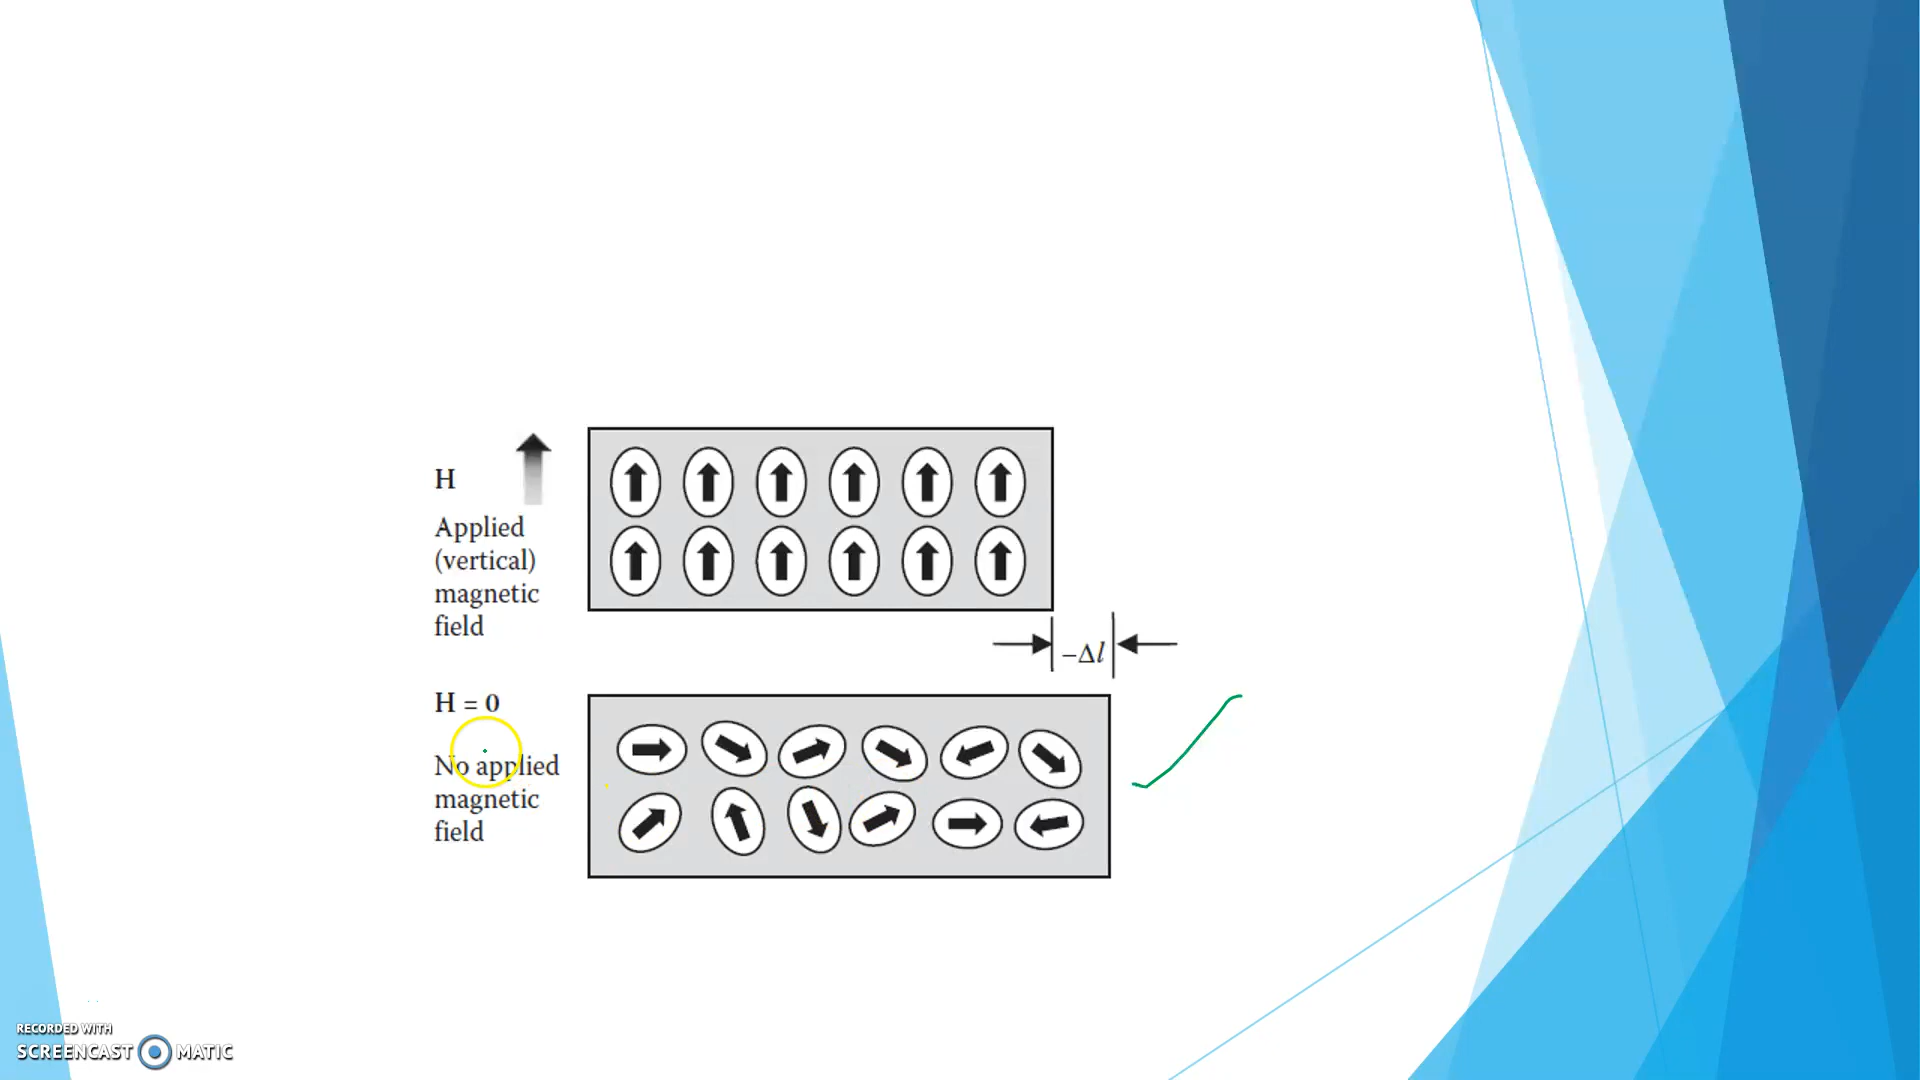 H
Applied
(vertical)
magnetic
field
−Δl
H = 0
No applied
magnetic
field
RECORDED WITH
SCREENCAST MATIC